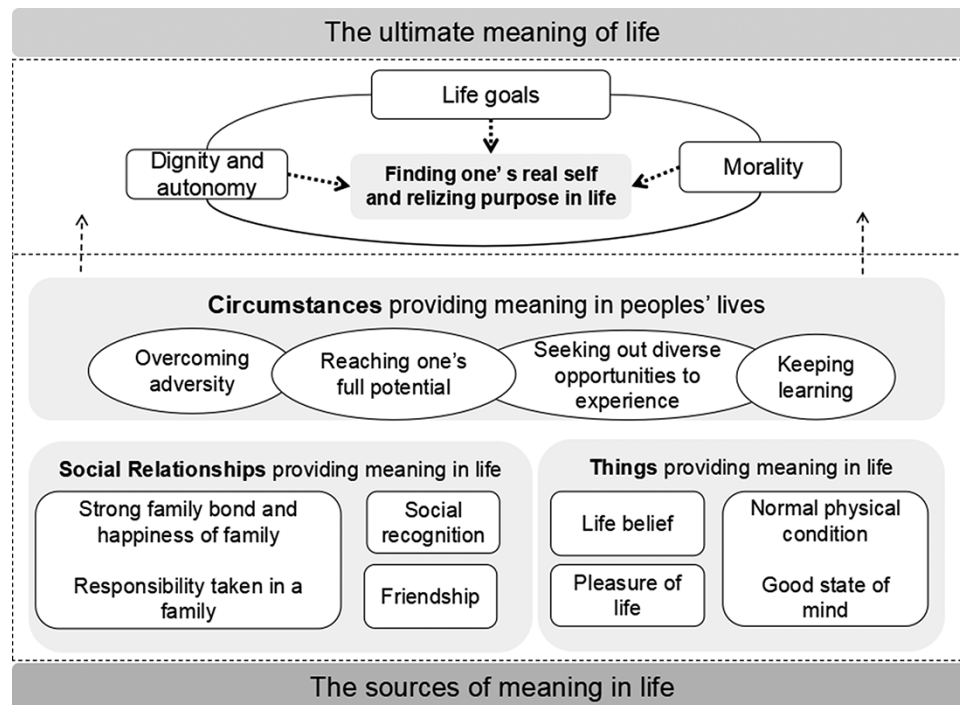 The ultimate meaning of life
Life goals
Dignity and
autonomy
Finding one’ s real self
and relizing purpose in life
Morality
Circumstances providing meaning in peoples’ lives
Overcoming
adversity
Reaching one’s
full potential
Seeking out diverse
opportunities to
experience
Keeping
learning
Social Relationships providing meaning in life
Strong family bond and
happiness of family
Responsibility taken in a
family
Social
recognition
Friendship
Things providing meaning in life
Life belief
Pleasure of
life
Normal physical
condition
Good state of
mind
The sources of meaning in life